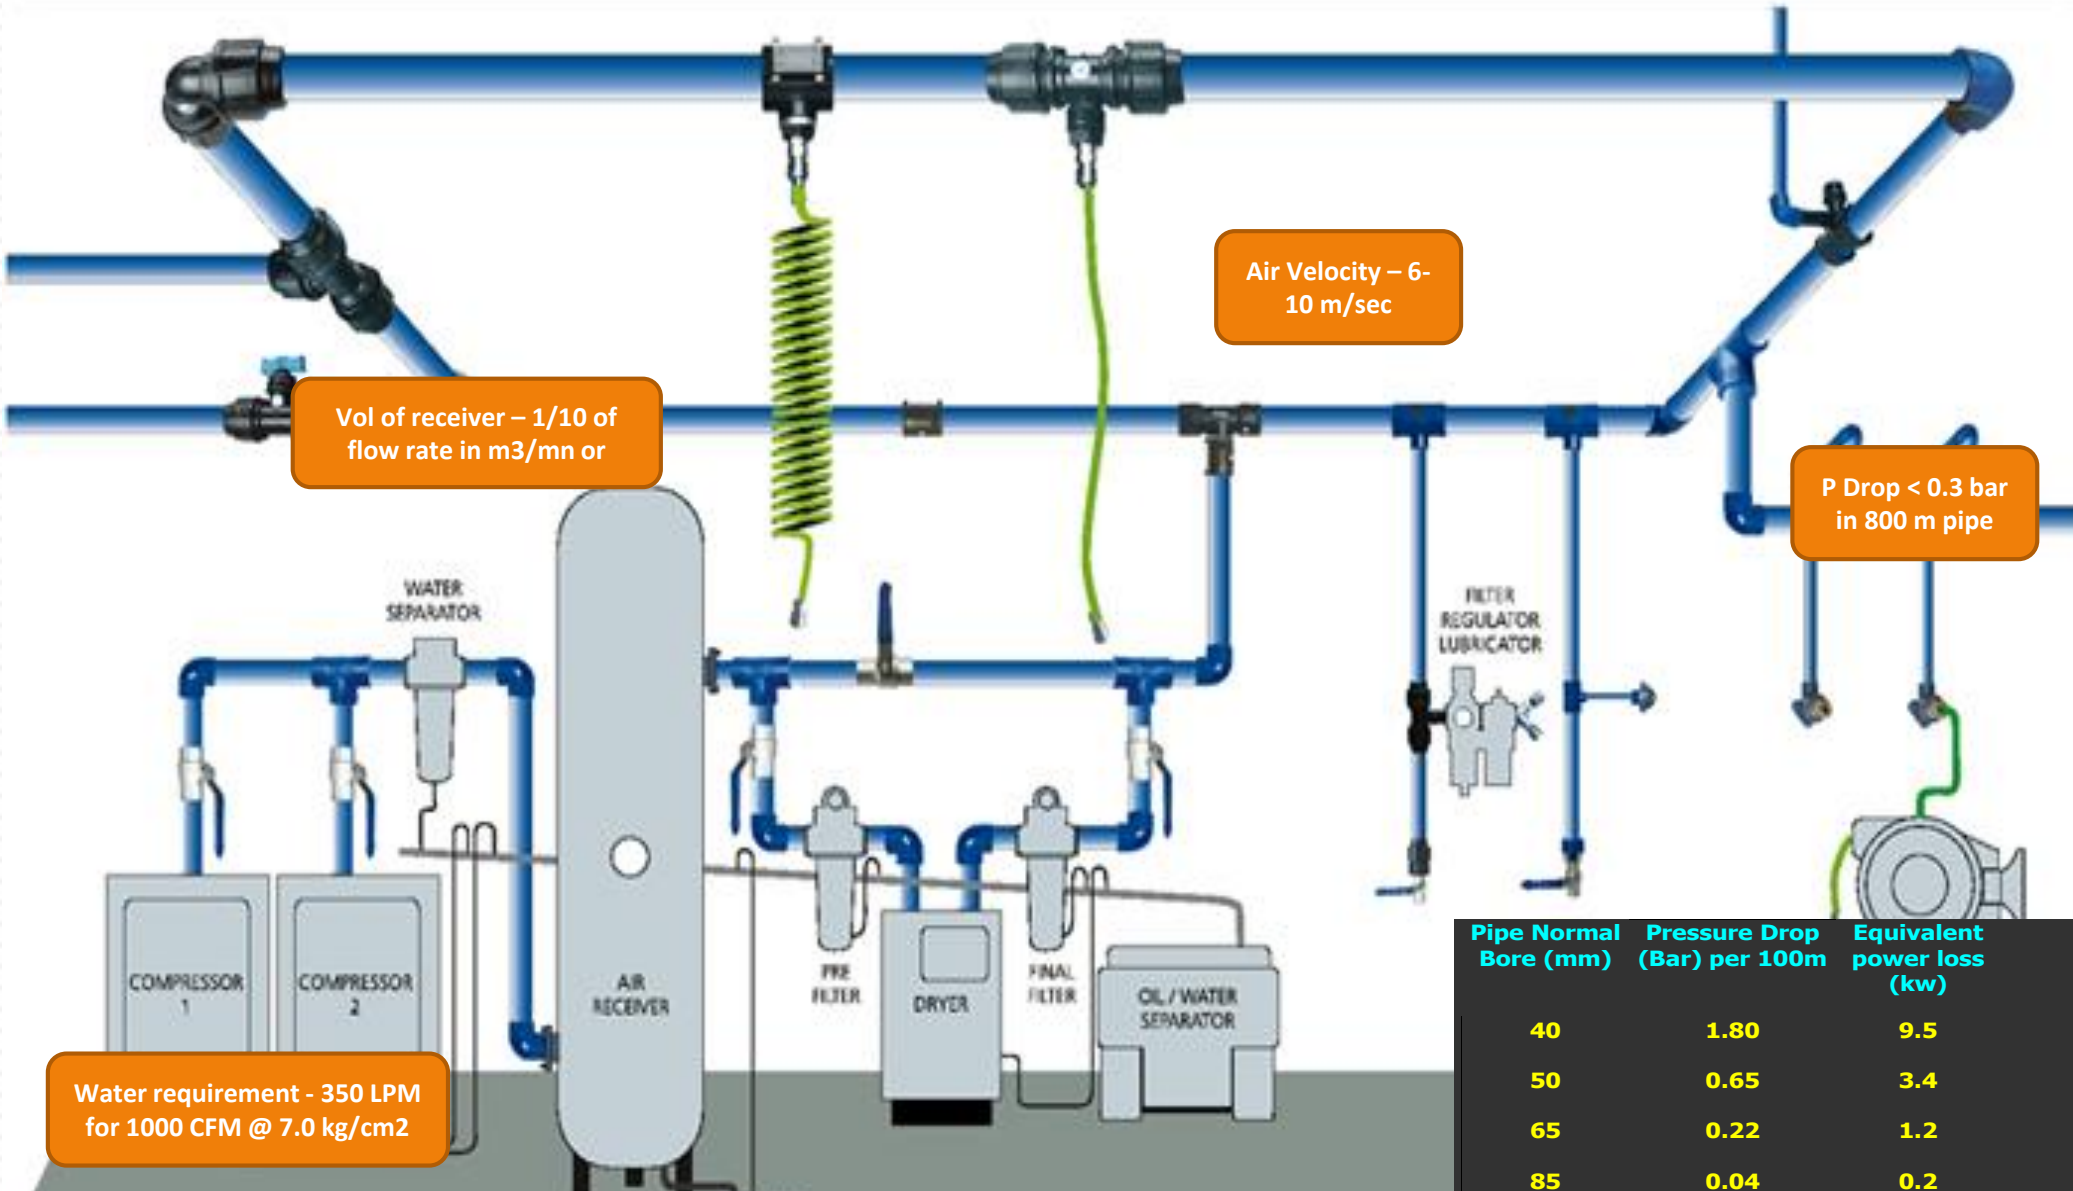 Air Velocity – 6-
10 m/sec
Vol of receiver – 1/10 of
flow rate in m3/mn or
P Drop < 0.3 bar
in 800 m pipe
WATER
SEPARATOR
FILTER
REGULATOR
LUBRICATOR
COMPRESSOR
1
COMPRESSOR
2
AIR
RECEIVER
PRE
FILTER
DRYER
FINAL
FILTER
OIL / WATER
SEPARATOR
Water requirement - 350 LPM
for 1000 CFM @ 7.0 kg/cm2
Pipe Normal Bore (mm) Pressure Drop (Bar) per 100m Equivalent power loss (kw)
40 1.80 9.5
50 0.65 3.4
65 0.22 1.2
85 0.04 0.2